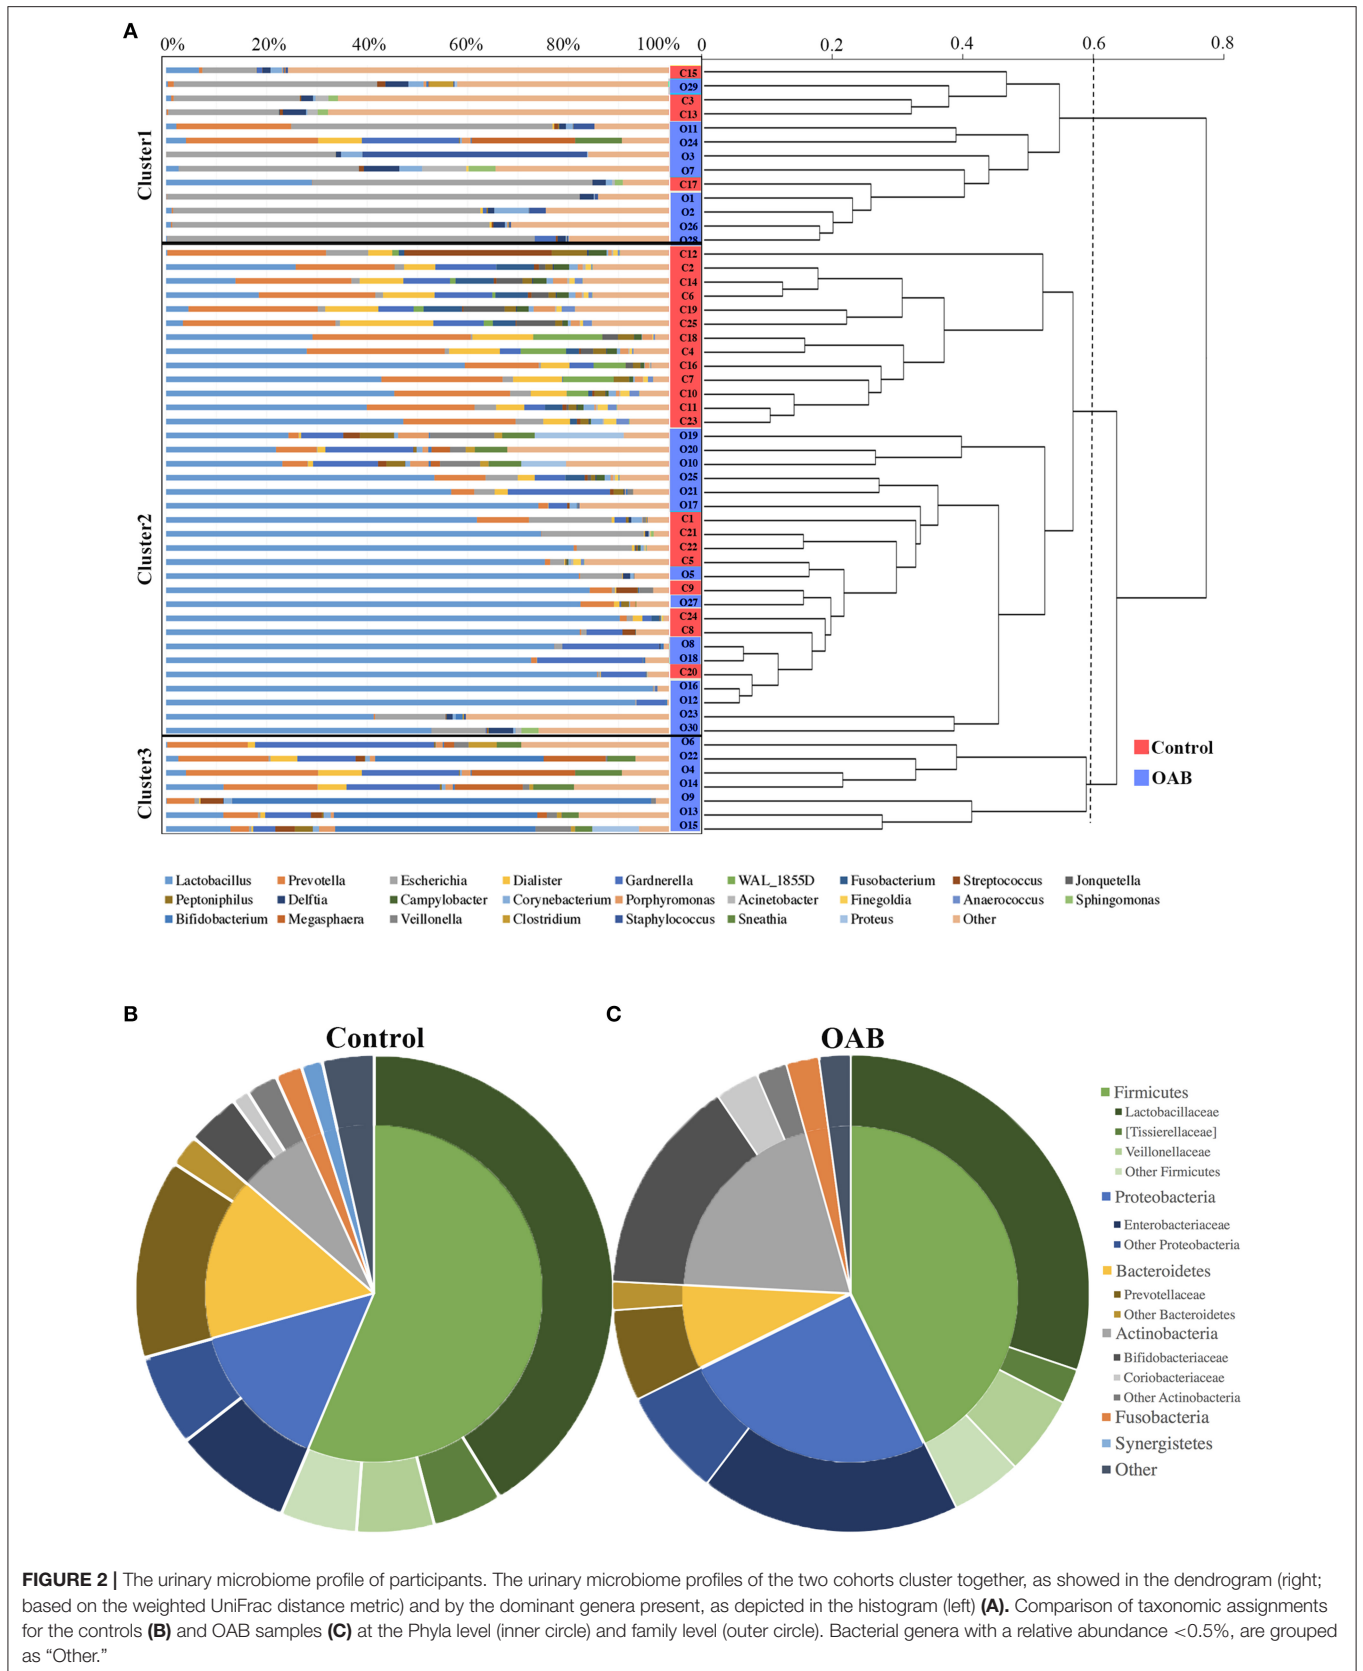 A
0% 20% 40% 60% 80% 100% 0 0.2 0.4 0.6 0.8
Cluster1
C15
O29
C3
C13
O11
O24
O3
O7
C17
O1
O2
O26
O28
Cluster2
C12
C2
C14
C6
C19
C25
C18
C4
C16
C7
C10
C11
C23
O19
O20
O10
O25
O21
O17
C1
C21
C22
C5
O5
C9
O27
C24
C8
O8
O18
C20
O16
O12
O23
O30
Cluster3
O6
O22
O4
O14
O9
O13
O15
Control
OAB
Lactobacillus Prevotella Escherichia Dialister Gardnerella WAL_1855D Fusobacterium Streptococcus Jonquetella
Peptoniphilus Delftia Campylobacter Corynebacterium Porphyromonas Acinetobacter Finegoldia Anaerococcus Sphingomonas
Bifidobacterium Megasphaera Veillonella Clostridium Staphylococcus Sneathia Proteus Other
B
Control
C
OAB
Firmicutes
Lactobacillaceae
[Tissierellaceae]
Veillonellaceae
Other Firmicutes
Proteobacteria
Enterobacteriaceae
Other Proteobacteria
Bacteroidetes
Prevotellaceae
Other Bacteroidetes
Actinobacteria
Bifidobacteriaceae
Coriobacteriaceae
Other Actinobacteria
Fusobacteria
Synergistetes
Other
FIGURE 2 | The urinary microbiome profile of participants. The urinary microbiome profiles of the two cohorts cluster together, as showed in the dendrogram (right;
based on the weighted UniFrac distance metric) and by the dominant genera present, as depicted in the histogram (left) (A). Comparison of taxonomic assignments
for the controls (B) and OAB samples (C) at the Phyla level (inner circle) and family level (outer circle). Bacterial genera with a relative abundance <0.5%, are grouped
as “Other.”